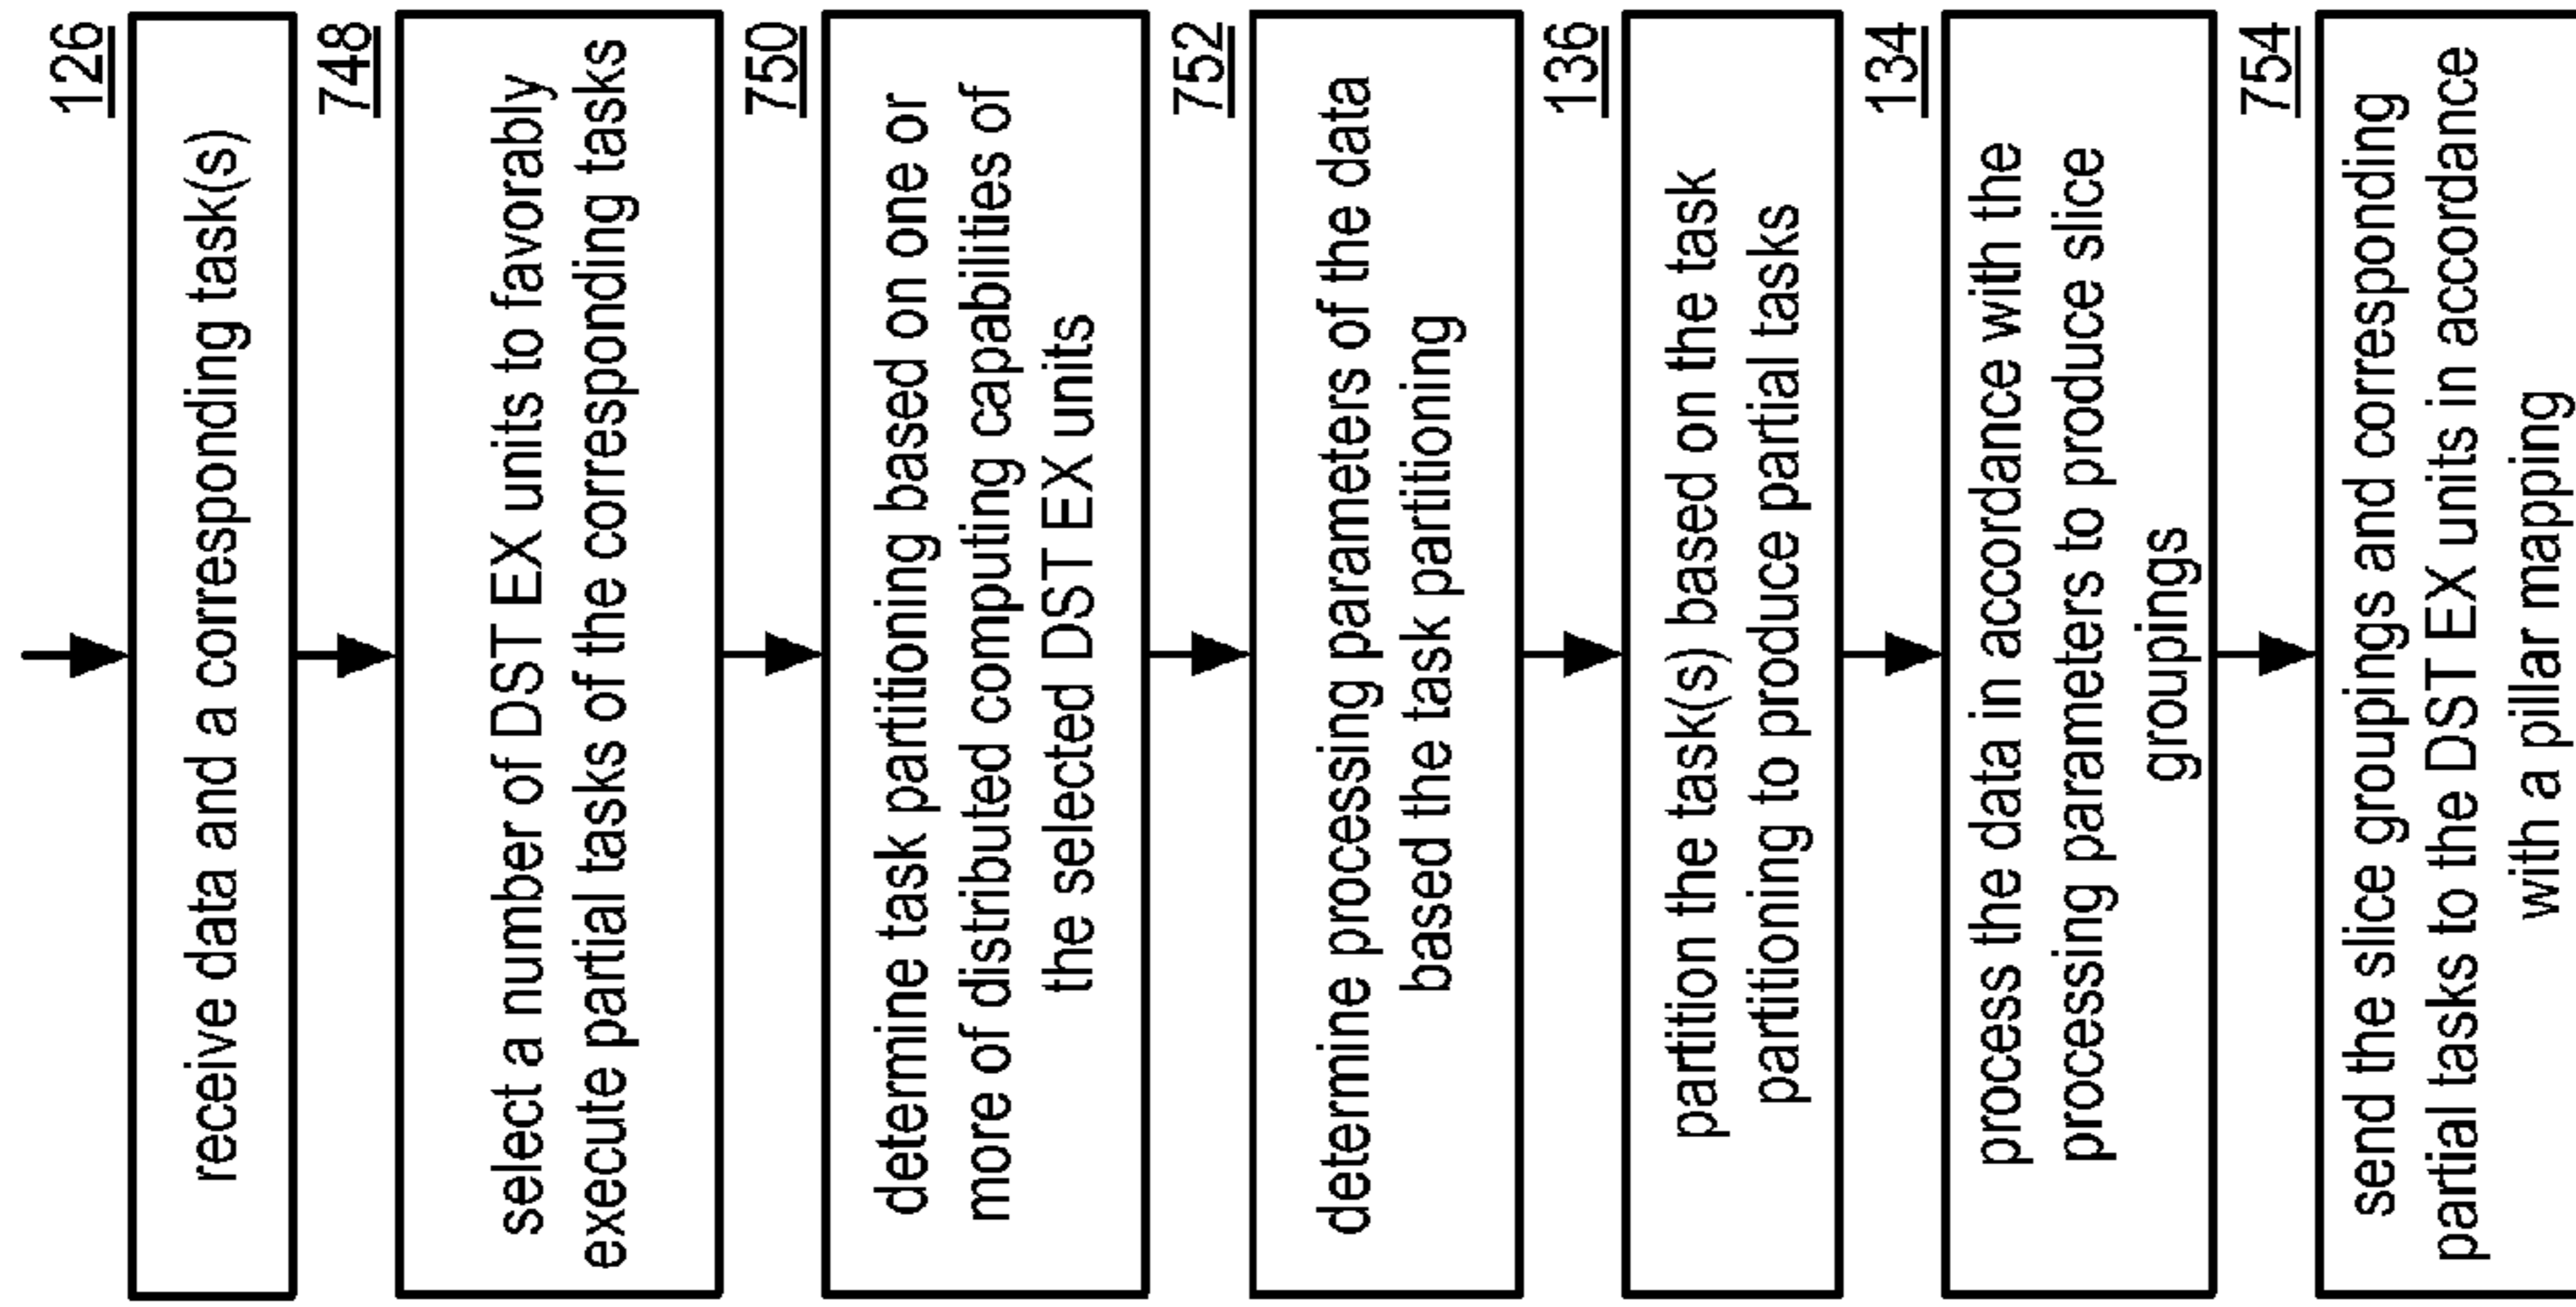 126
receive data and a corresponding task(s)
748
select a number of DST EX units to favorably
execute partial tasks of the corresponding tasks
750
determine task partitioning based on one or
more of distributed computing capabilities of
the selected DST EX units
752
determine processing parameters of the data
based the task partitioning
136
partition the task(s) based on the task
partitioning to produce partial tasks
134
process the data in accordance with the
processing parameters to produce slice
groupings
754
send the slice groupings and corresponding
partial tasks to the DST EX units in accordance
with a pillar mapping